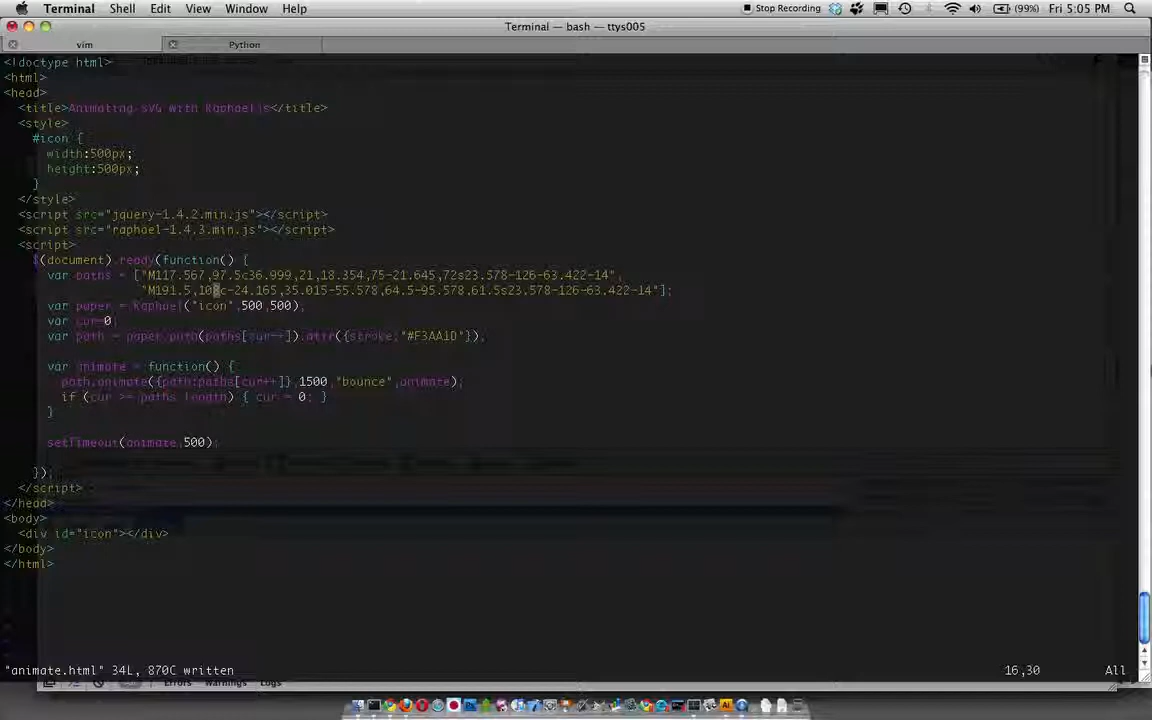 Terminal Shell Edit View Window Help Stop Recording (99%) Fri 5:05 PM
Terminal — bash — ttys005
vim Python
<!doctype html>
<html>
<head>
<title>Animating SVG with Raphaeljs</title>
<style>
#icon {
width:500px;
height:500px;
}
</style>
<script src="jquery-1.4.2.min.js"></script>
<script src="raphael-1.4.3.min.js"></script>
<script>
$(document).ready(function() {
var paths = ["M117.567,97.5c36.999,21,18.354,75-21.645,72s23.578-126-63.422-14",
"M191.5,108c-24.165,35.015-55.578,64.5-95.578,61.5s23.578-126-63.422-14"];
var paper = Raphael("icon",500,500);
var cur=0;
var path = paper.path(paths[cur++]).attr({stroke:"#F3AA1D"});
var animate = function() {
path.animate({path:paths[cur++]},1500,"bounce",animate);
if (cur >= paths.length) { cur = 0; }
}
setTimeout(animate,500);
});
</script>
</head>
<body>
<div id="icon"></div>
</body>
</html>
"animate.html" 34L, 870C written 16,30 All
Errors Warnings Logs